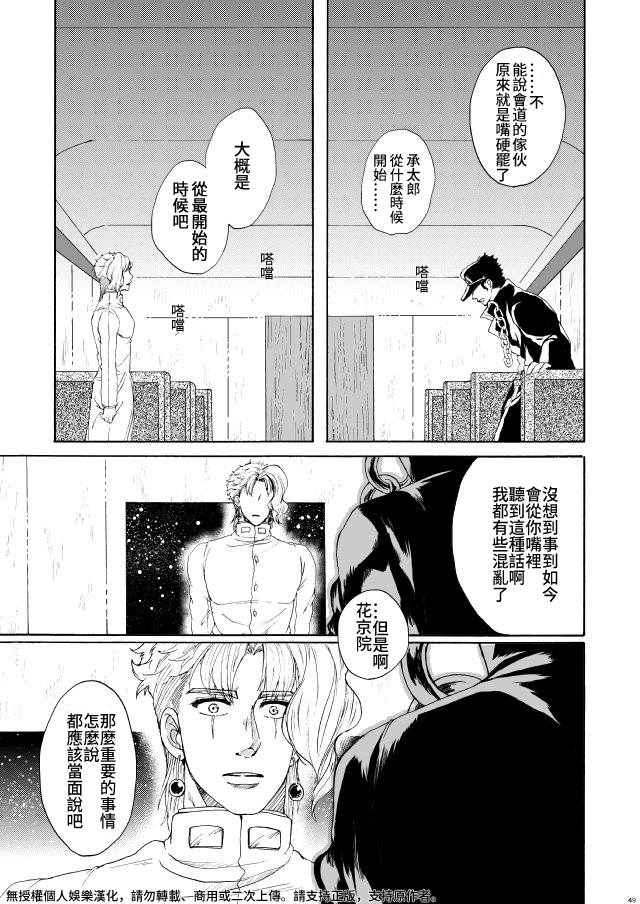 ……不
能說會道的傢伙
原來就是嘴硬罷了
承太郎
從什麼時候
開始……
嗒噹
大概是
從最開始的
時候吧
嗒噹
嗒噹
沒想到事到如今
會從你嘴裡
聽到這種話啊
我都有些混亂了
…但是啊
花京院
那麼重要的事情
怎麼說
都應該當面說吧
無授權個人娛樂漢化，請勿轉載、商用或二次上傳。請支持正版，支持原作者。
49